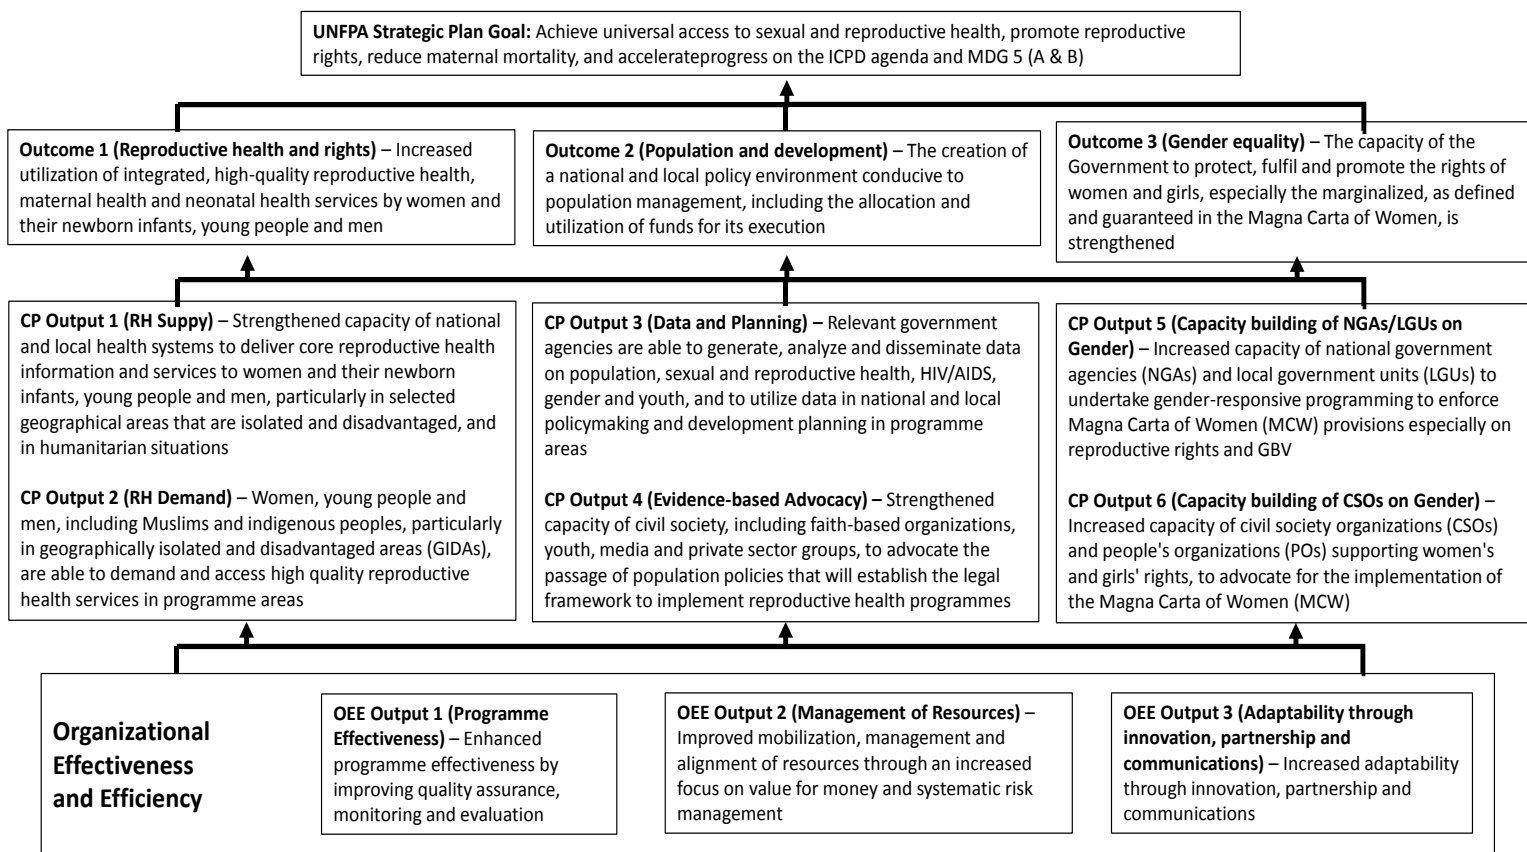 UNFPA Strategic Plan Goal: Achieve universal access to sexual and reproductive health, promote reproductive
rights, reduce maternal mortality, and accelerateprogress on the ICPD agenda and MDG 5 (A & B)
Outcome 1 (Reproductive health and rights) – Increased
utilization of integrated, high-quality reproductive health,
maternal health and neonatal health services by women and
their newborn infants, young people and men
Outcome 2 (Population and development) – The creation of
a national and local policy environment conducive to
population management, including the allocation and
utilization of funds for its execution
Outcome 3 (Gender equality) – The capacity of the
Government to protect, fulfil and promote the rights of
women and girls, especially the marginalized, as defined
and guaranteed in the Magna Carta of Women, is
strengthened
CP Output 1 (RH Suppy) – Strengthened capacity of national
and local health systems to deliver core reproductive health
information and services to women and their newborn
infants, young people and men, particularly in selected
geographical areas that are isolated and disadvantaged, and
in humanitarian situations
CP Output 2 (RH Demand) – Women, young people and
men, including Muslims and indigenous peoples, particularly
in geographically isolated and disadvantaged areas (GIDAs),
are able to demand and access high quality reproductive
health services in programme areas
CP Output 3 (Data and Planning) – Relevant government
agencies are able to generate, analyze and disseminate data
on population, sexual and reproductive health, HIV/AIDS,
gender and youth, and to utilize data in national and local
policymaking and development planning in programme
areas
CP Output 4 (Evidence-based Advocacy) – Strengthened
capacity of civil society, including faith-based organizations,
youth, media and private sector groups, to advocate the
passage of population policies that will establish the legal
framework to implement reproductive health programmes
CP Output 5 (Capacity building of NGAs/LGUs on
Gender) – Increased capacity of national government
agencies (NGAs) and local government units (LGUs) to
undertake gender-responsive programming to enforce
Magna Carta of Women (MCW) provisions especially on
reproductive rights and GBV
CP Output 6 (Capacity building of CSOs on Gender) –
Increased capacity of civil society organizations (CSOs)
and people's organizations (POs) supporting women's
and girls' rights, to advocate for the implementation of
the Magna Carta of Women (MCW)
Organizational
Effectiveness
and Efficiency
OEE Output 1 (Programme
Effectiveness) – Enhanced
programme effectiveness by
improving quality assurance,
monitoring and evaluation
OEE Output 2 (Management of Resources) –
Improved mobilization, management and
alignment of resources through an increased
focus on value for money and systematic risk
management
OEE Output 3 (Adaptability through
innovation, partnership and
communications) – Increased adaptability
through innovation, partnership and
communications